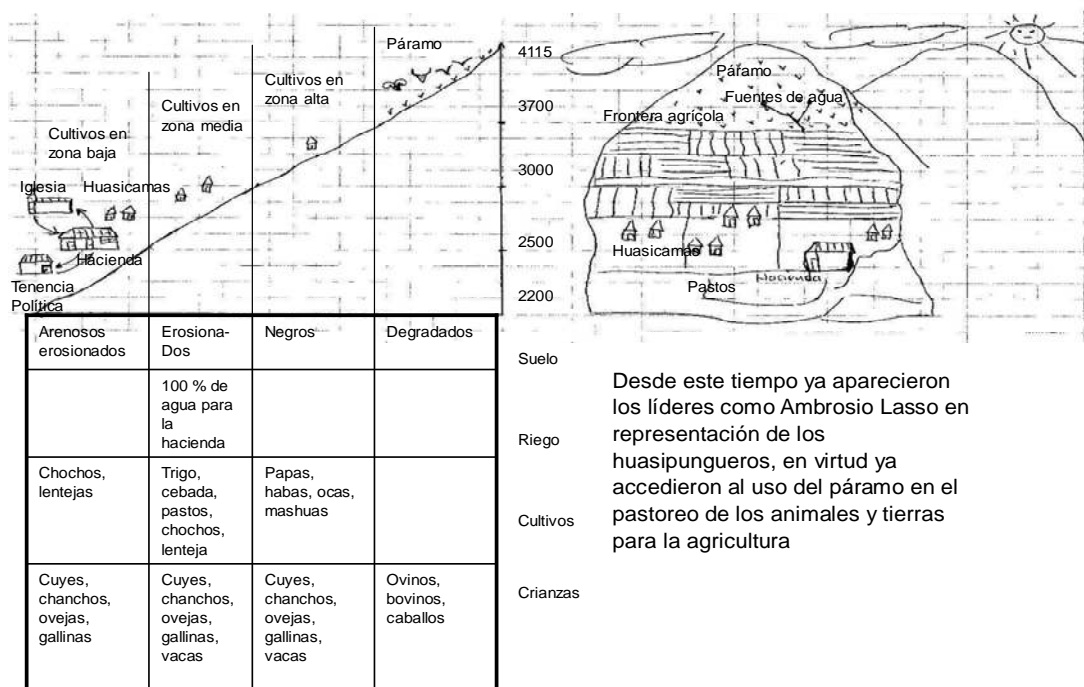 Páramo
Cultivos en
zona alta
Cultivos en
zona media
Cultivos en
zona baja
Iglesia
Huasicamas
Hacienda
Tenencia
Política
4115
3700
3000
2500
2200
Páramo
Fuentes de agua
Frontera agrícola
Huasicamas
Hacienda
Pastos
Arenosos
erosionados
Erosiona-
Dos
Negros
Degradados
Suelo
100 % de
agua para
la
hacienda
Riego
Chochos,
lentejas
Trigo,
cebada,
pastos,
chochos,
lenteja
Papas,
habas, ocas,
mashuas
Cultivos
Cuyes,
chanchos,
ovejas,
gallinas
Cuyes,
chanchos,
ovejas,
gallinas,
vacas
Cuyes,
chanchos,
ovejas,
gallinas,
vacas
Ovinos,
bovinos,
caballos
Crianzas
Desde este tiempo ya aparecieron
los líderes como Ambrosio Lasso en
representación de los
huasipungueros, en virtud ya
accedieron al uso del páramo en el
pastoreo de los animales y tierras
para la agricultura